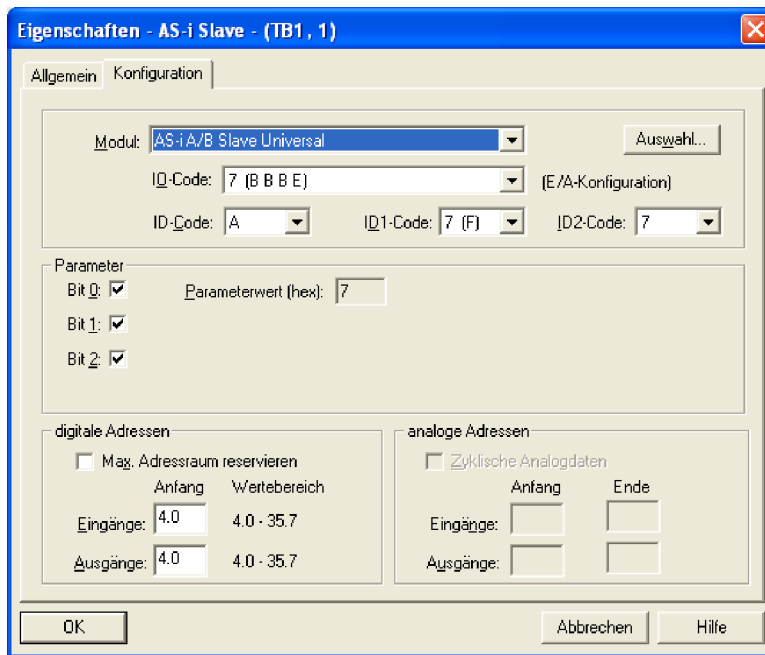 Eigenschaften - AS-i Slave - (TB1 , 1)
Allgemein Konfiguration
Modul: AS-i A/B Slave Universal Auswahl...
IO-Code: 7 (B B B E) (E/A-Konfiguration)
ID-Code: A ID1-Code: 7 (F) ID2-Code: 7
Parameter
Bit 0: Parameterwert (hex): 7
Bit 1:
Bit 2:
digitale Adressen
Max. Adressraum reservieren
Anfang Wertebereich
Eingänge: 4.0 4.0 - 35.7
Ausgänge: 4.0 4.0 - 35.7
analoge Adressen
Zyklische Analogdaten
Anfang Ende
Eingänge:
Ausgänge:
OK Abbrechen Hilfe